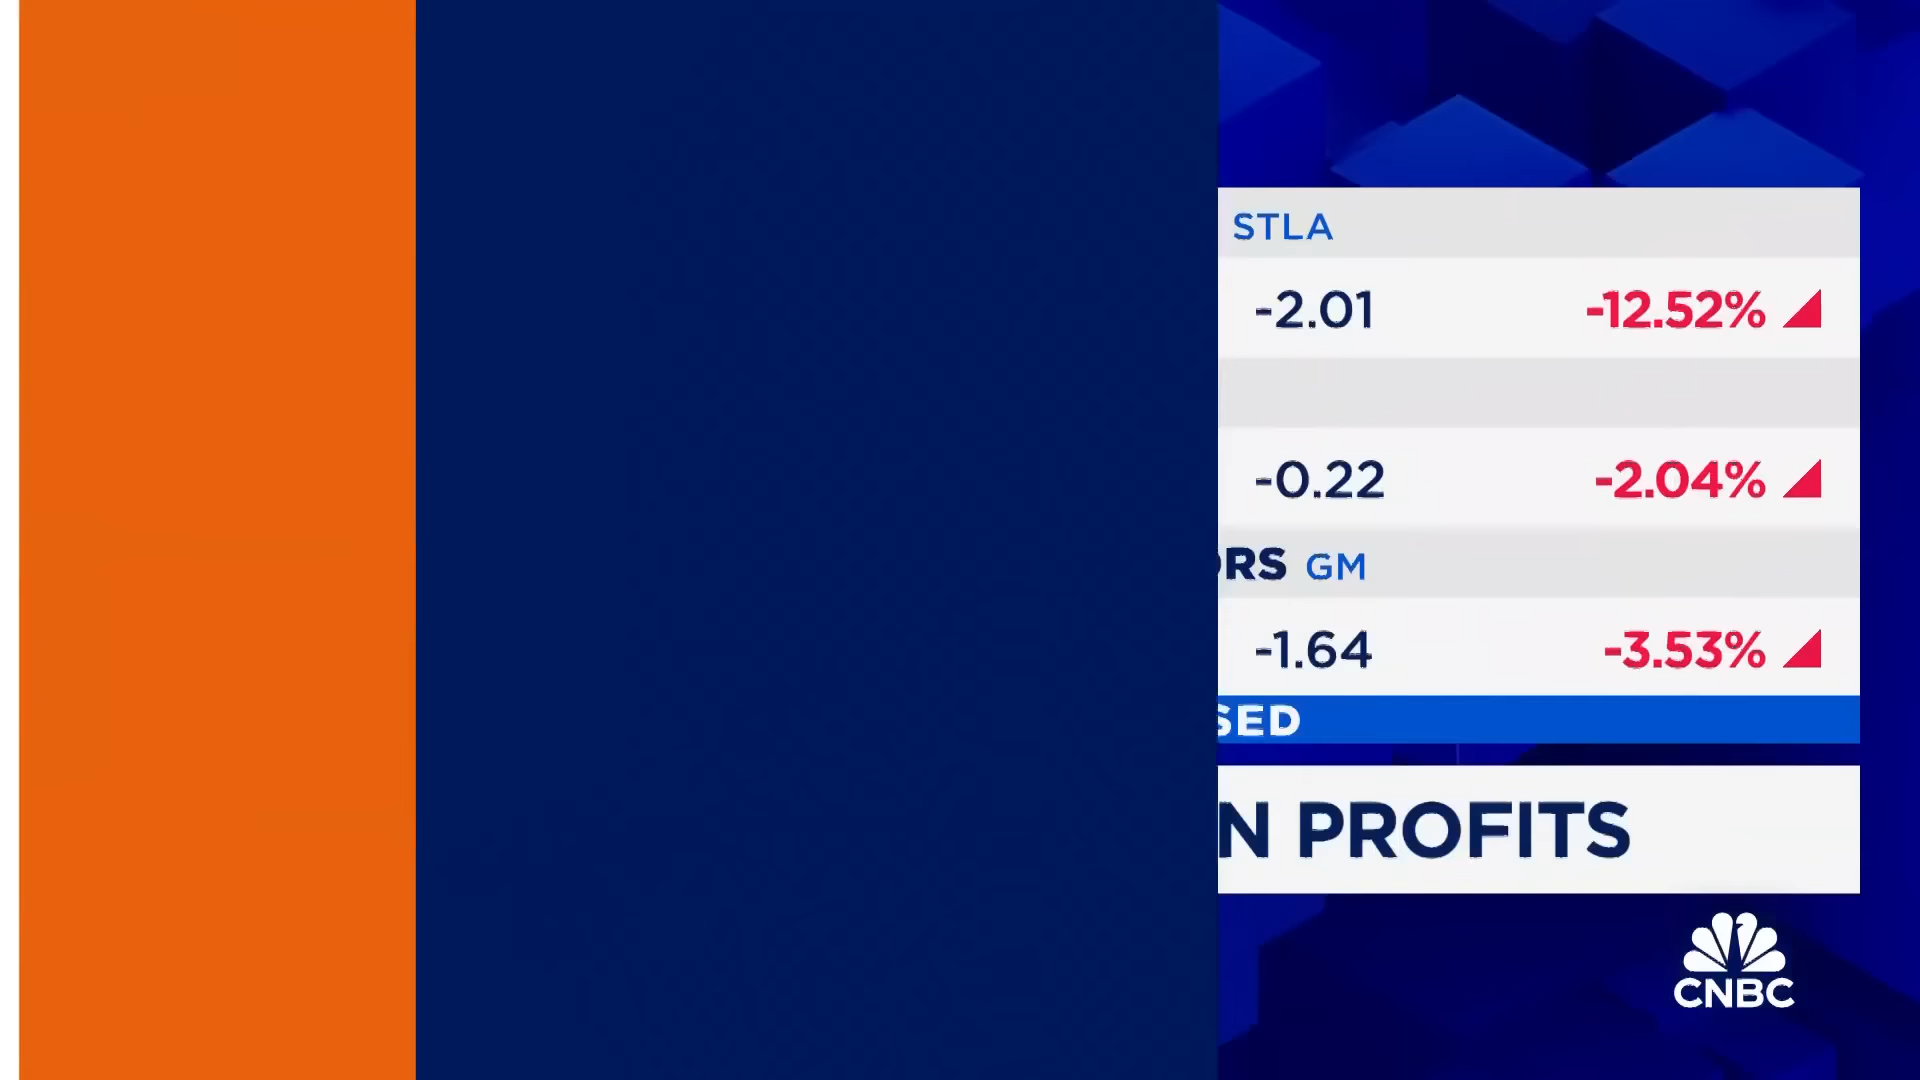 STLA
-2.01 -12.52%
-0.22 -2.04%
RS GM
-1.64 -3.53%
SED
N PROFITS
CNBC